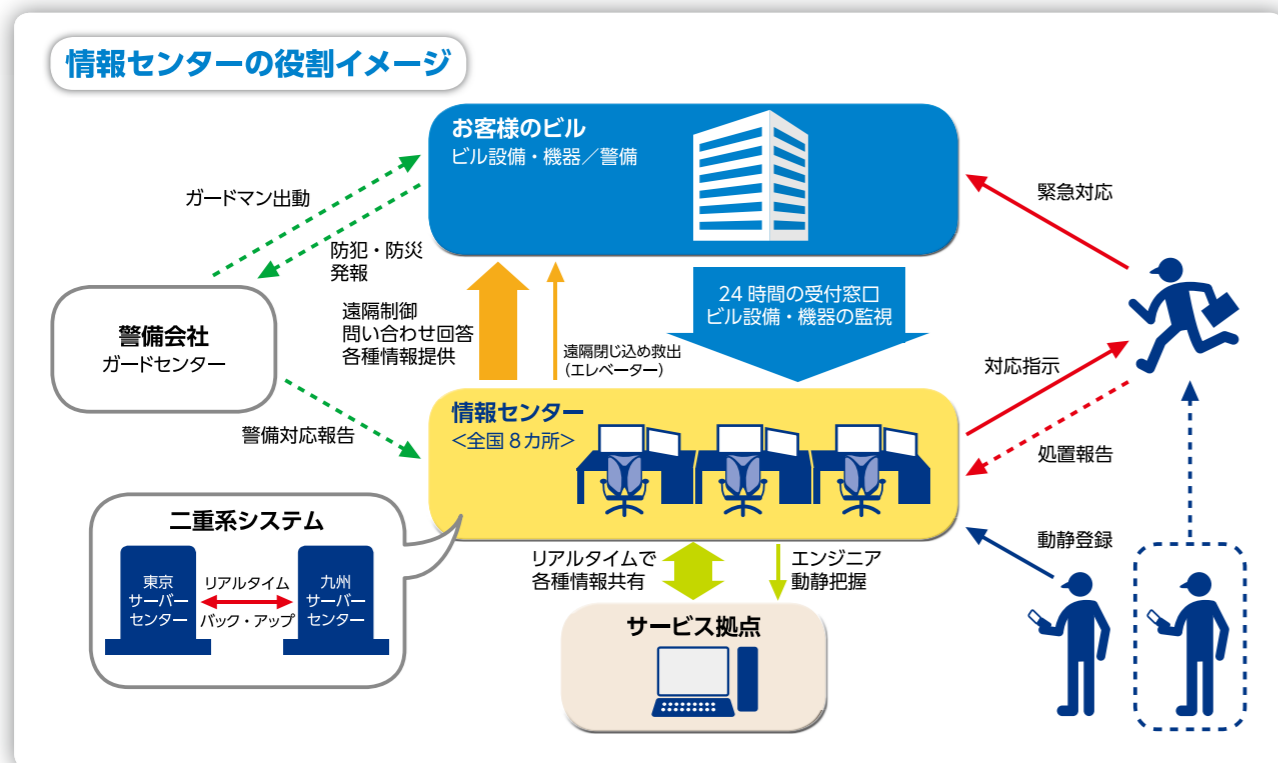 情報センターの役割イメージ
お客様のビル
ビル設備・機器／警備
ガードマン出動
防犯・防災
発報
緊急対応
警備会社
ガードセンター
遠隔制御
問い合わせ回答
各種情報提供
遠隔閉じ込め救出
（エレベーター）
24 時間の受付窓口
ビル設備・機器の監視
対応指示
警備対応報告
情報センター
＜全国 8 カ所＞
処置報告
二重系システム
東京
サーバー
センター
リアルタイム
バック・アップ
九州
サーバー
センター
リアルタイムで
各種情報共有
エンジニア
動静把握
動静登録
サービス拠点